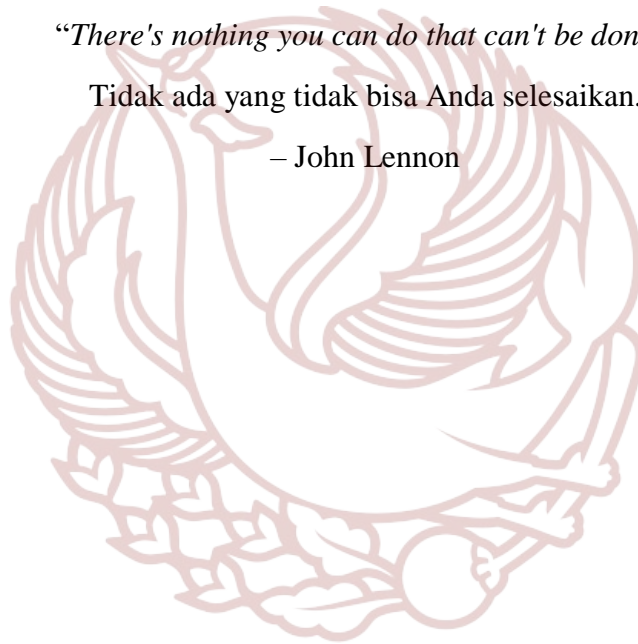 “There's nothing you can do that can't be don
Tidak ada yang tidak bisa Anda selesaikan.
– John Lennon